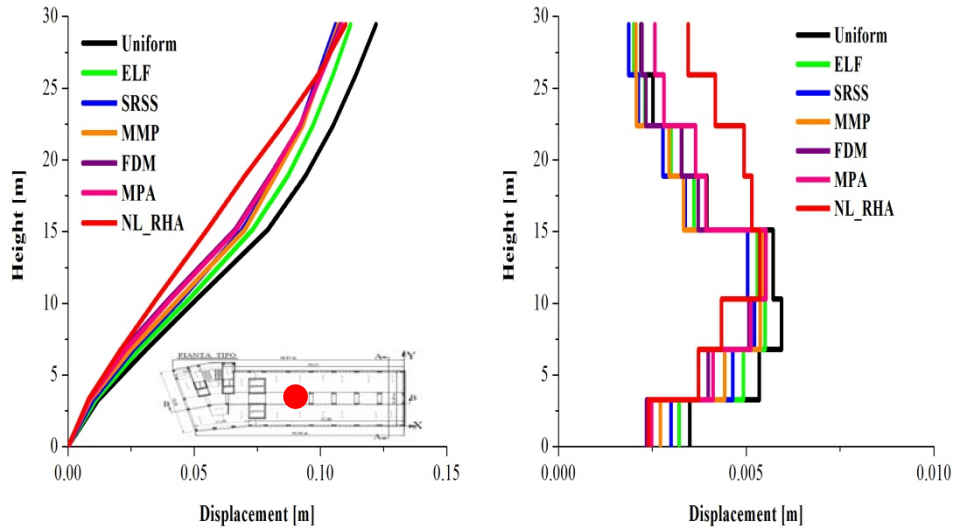 30
25
20
15
10
5
0
Height [m]
Uniform
ELF
SRSS
MMP
FDM
MPA
NL_RHA
PIANTA TIPO
A
Y
B
B
A
X
0.00
0.05
0.10
0.15
Displacement [m]
30
25
20
15
10
5
0
Height [m]
Uniform
ELF
SRSS
MMP
FDM
MPA
NL_RHA
0.000
0.005
0.010
Displacement [m]